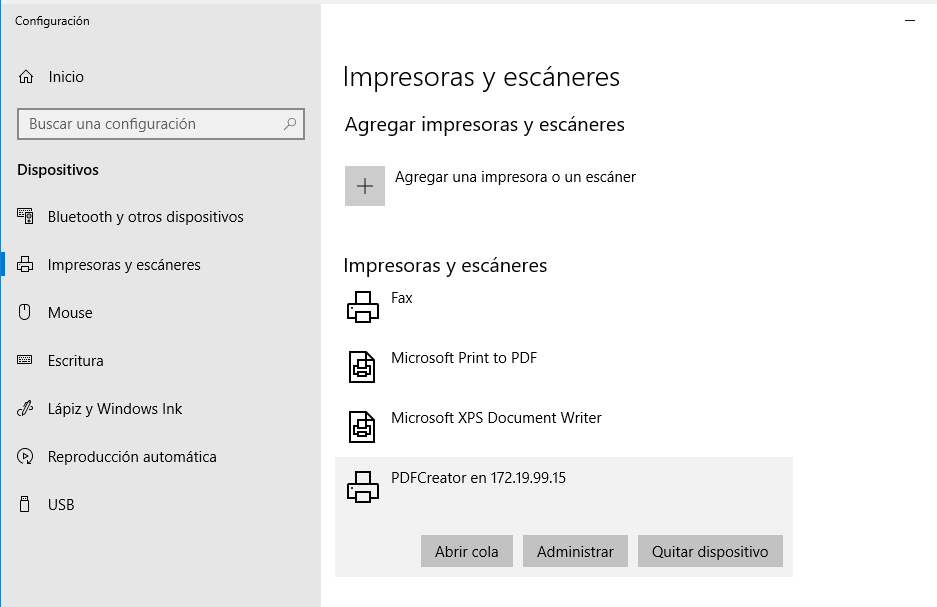 Configuración
Inicio
Buscar una configuración
Dispositivos
Bluetooth y otros dispositivos
Impresoras y escáneres
Mouse
Escritura
Lápiz y Windows Ink
Reproducción automática
USB
Impresoras y escáneres
Agregar impresoras y escáneres
Agregar una impresora o un escáner
Impresoras y escáneres
Fax
Microsoft Print to PDF
Microsoft XPS Document Writer
PDFCreator en 172.19.99.15
Abrir cola Administrar Quitar dispositivo